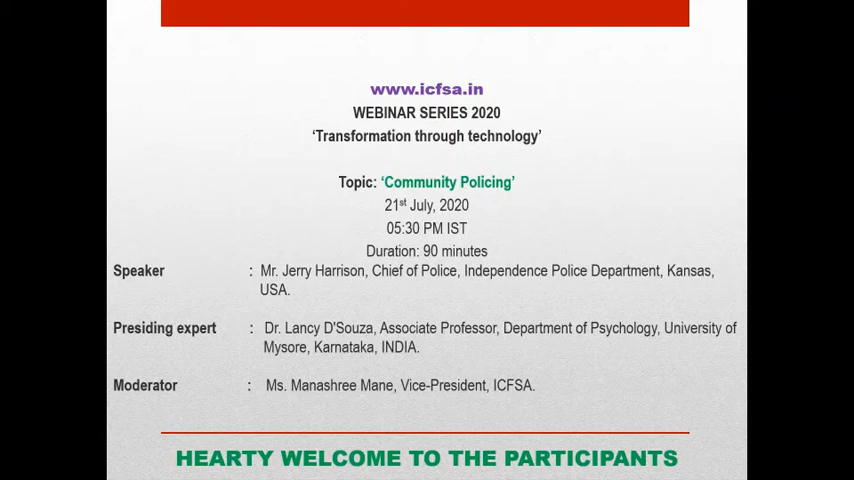 www.icfsa.in
WEBINAR SERIES 2020
‘Transformation through technology’
Topic: ‘Community Policing’
21st July, 2020
05:30 PM IST
Duration: 90 minutes
Speaker : Mr. Jerry Harrison, Chief of Police, Independence Police Department, Kansas,
USA.
Presiding expert : Dr. Lancy D'Souza, Associate Professor, Department of Psychology, University of
Mysore, Karnataka, INDIA.
Moderator : Ms. Manashree Mane, Vice-President, ICFSA.
HEARTY WELCOME TO THE PARTICIPANTS